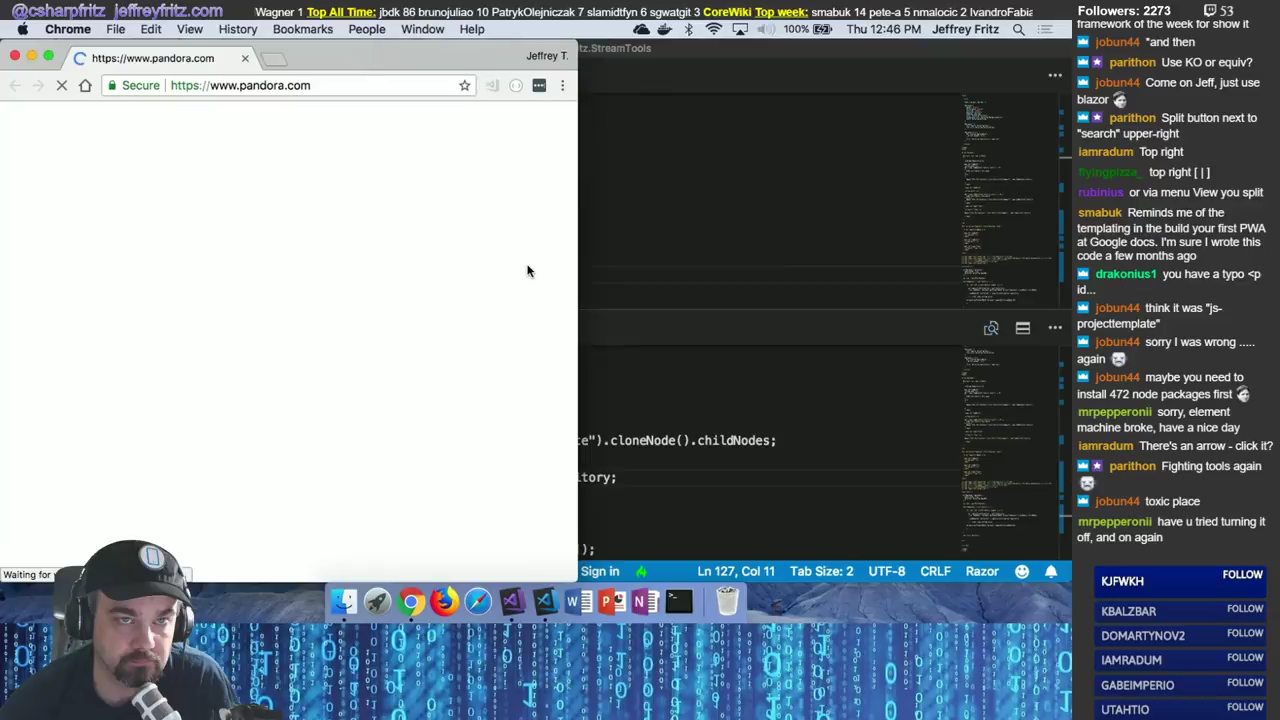 @csharpfritz jeffreyfritz.com
Wagner 1 Top All Time: jbdk 86 brunojuliao 10 PrzemyslawOlejniczak 7 slamidtfyn 6 sgwatgit 3 CoreWiki Top week: smabuk 14 pete-a 5 rnmalocic 2 IvandroFabia
Followers: 2273 53
Chrome File Edit View History Bookmarks People Window Help 100% Thu 12:46 PM Jeffrey Fritz
https://www.pandora.com
Jeffrey T.
tz.StreamTools
Secure https://www.pandora.com
te").cloneNode().childNodes;
itory;
);
Waiting for
Sign in Ln 127, Col 11 Tab Size: 2 UTF-8 CRLF Razor
framework of the week for show it
jobun44 "and then
parithon Use KO or equiv?
jobun44 Come on Jeff, just use
blazor
parithon Split button next to
"search" upper-right
iamradum Top right
flyingpizza_ top right [ | ]
rubinius or via menu View you split
smabuk Reminds me of the
templating in build your first PWA
at Google docs. I'm sure I wrote this
code a few months ago
drakonius1 you have a typo <p
id...
jobun44 think it was "js-
projecttemplate"
jobun44 sorry I was wrong .....
again
jobun44 maybe you need to
install 472 npm packages first
mrpepperonii sorry, element
machine broke, have a nice day
iamradum There's an arrow - click it?
parithon Fighting tools again
jobun44 toxic place
mrpepperonii have u tried turning it
off, and on again
KJFWKH FOLLOW
KBALZBAR FOLLOW
DOMARTYNOV2 FOLLOW
IAMRADUM FOLLOW
GABEIMPERIO FOLLOW
UTAHTIO FOLLOW